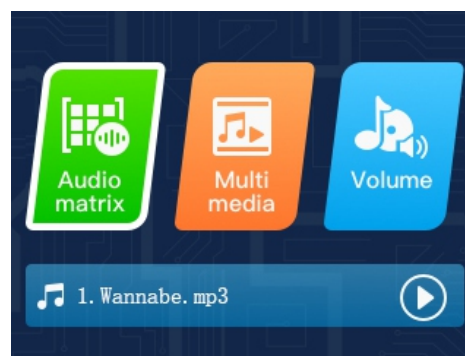 Audio
matrix
Multi
media
Volume
1. Wannabe.mp3